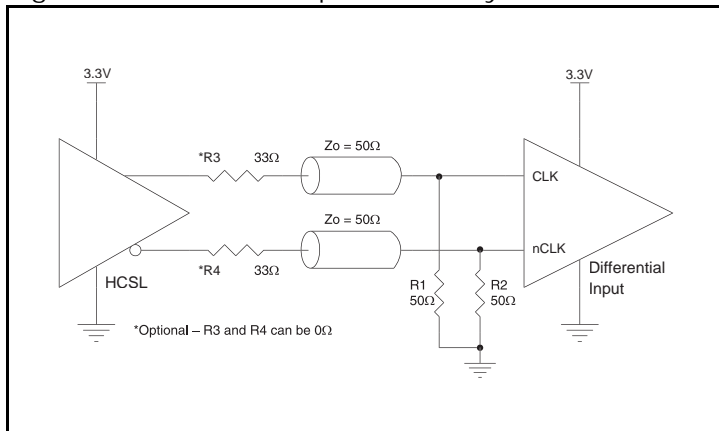 3.3V
3.3V
*R3
33Ω
Zo = 50Ω
CLK
Zo = 50Ω
nCLK
*R4
33Ω
HCSL
R1
50Ω
R2
50Ω
Differential
Input
*Optional – R3 and R4 can be 0Ω